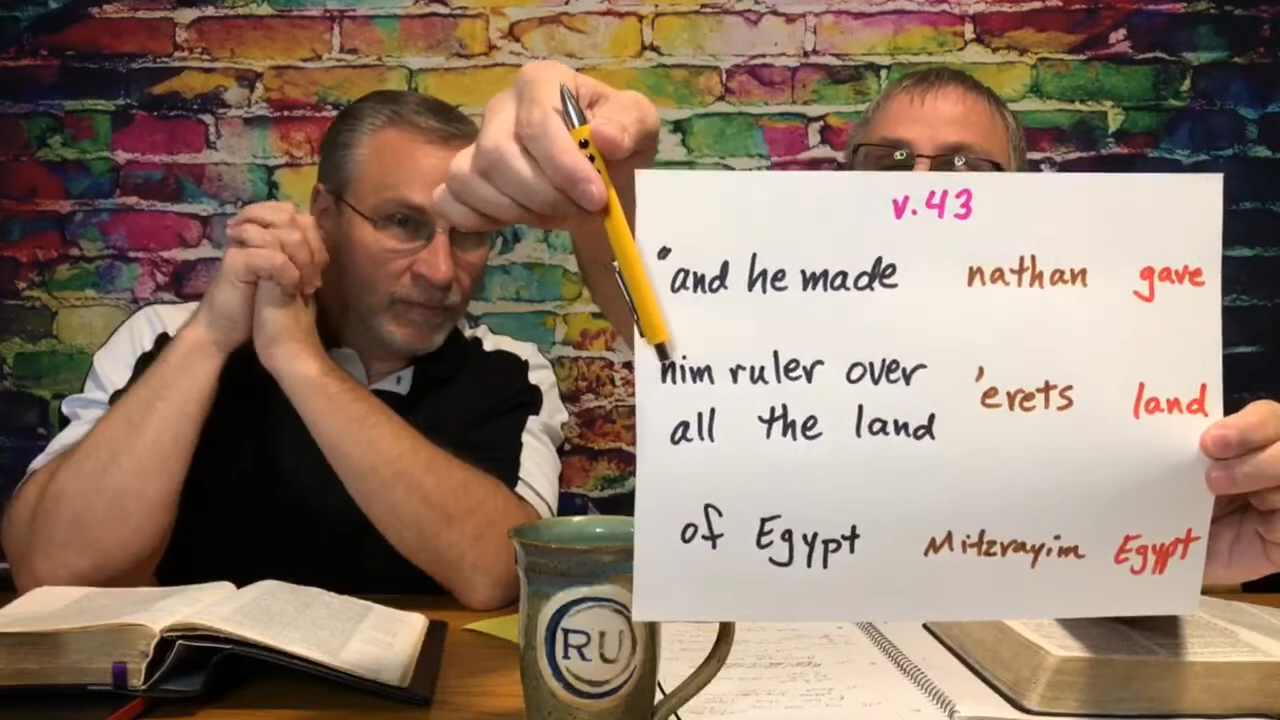 v.43
"and he made nathan gave
him ruler over 'erets land
all the land
of Egypt Mitzrayim Egypt
RU